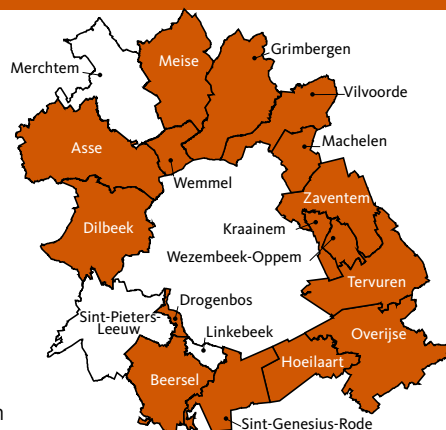 Grimbergen
Meise
Merchtem
Vilvoorde
Machelen
Asse
Wemmel
Zaventem
Dilbeek
Kraainem
Wezembeek-Oppem
Tervuren
Drogenbos
Sint-Pieters-
Leeuw
Linkebeek
Overijse
Hoeilaart
Beersel
n
Sint-Genesius-Rode